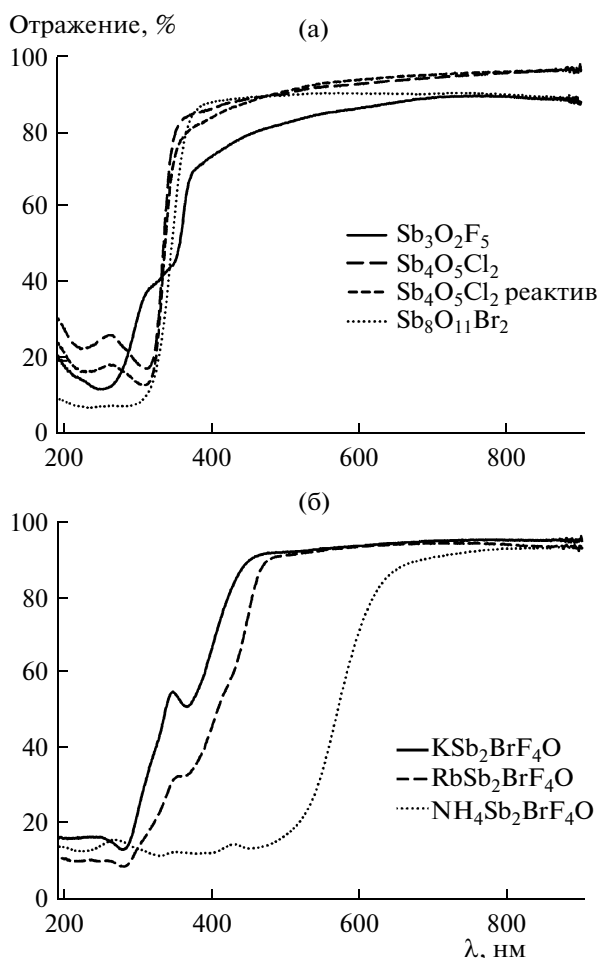 Отражение, %
(а)
100
80
60
40
20
0
200
400
600
800
Sb₃O₂F₅
Sb₄O₅Cl₂
Sb₄O₅Cl₂ реактив
Sb₈O₁₁Br₂
(б)
100
80
60
40
20
0
200
400
600
800
λ, нм
KSb₂BrF₄O
RbSb₂BrF₄O
NH₄Sb₂BrF₄O